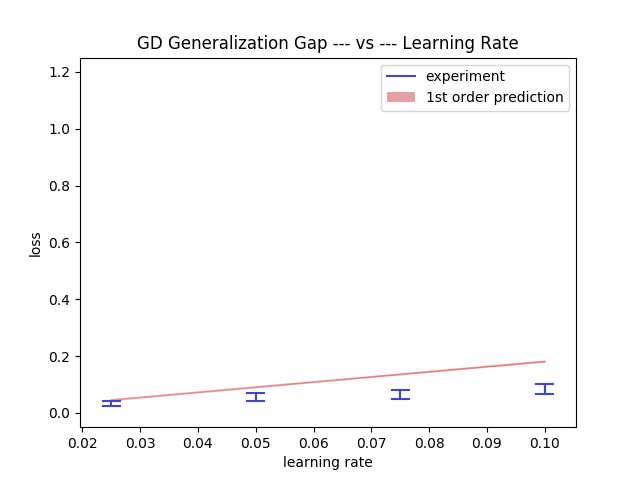 GD Generalization Gap --- vs --- Learning Rate
experiment
1st order prediction
loss
1.2
1.0
0.8
0.6
0.4
0.2
0.0
0.02 0.03 0.04 0.05 0.06 0.07 0.08 0.09 0.10
learning rate